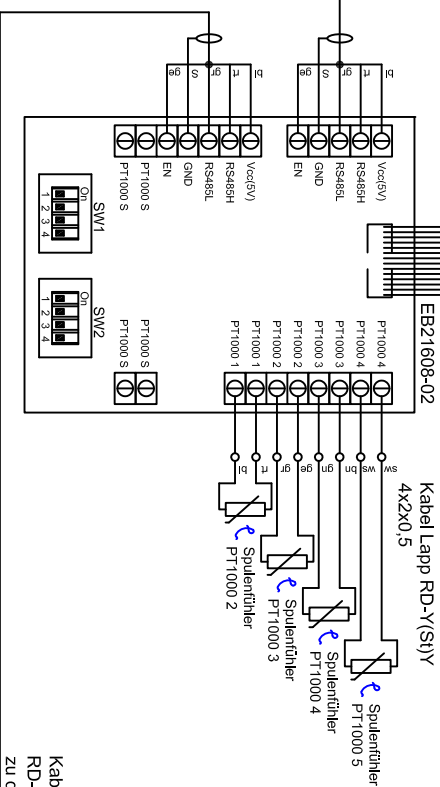 bl
rt
gr
S
ge
bl
rt
gr
S
ge
Vcc(5V)
RS485H
RS485L
GND
EN
PT1000 S
PT1000 S
Vcc(5V)
RS485H
RS485L
GND
EN
SW1
On
1 2 3 4
SW2
On
1 2 3 4
PT1000 S
PT1000 S
PT1000 4
PT1000 4
PT1000 3
PT1000 3
PT1000 2
PT1000 2
PT1000 1
PT1000 1
EB21608-02
sw
ws
bn
gn
ge
gr
rt
bl
Kabel Lapp RD-Y(St)Y
4x2x0,5
Spulenfühler
PT1000 2
Spulenfühler
PT1000 3
Spulenfühler
PT1000 4
Spulenfühler
PT1000 5
Kab
RD-
zu